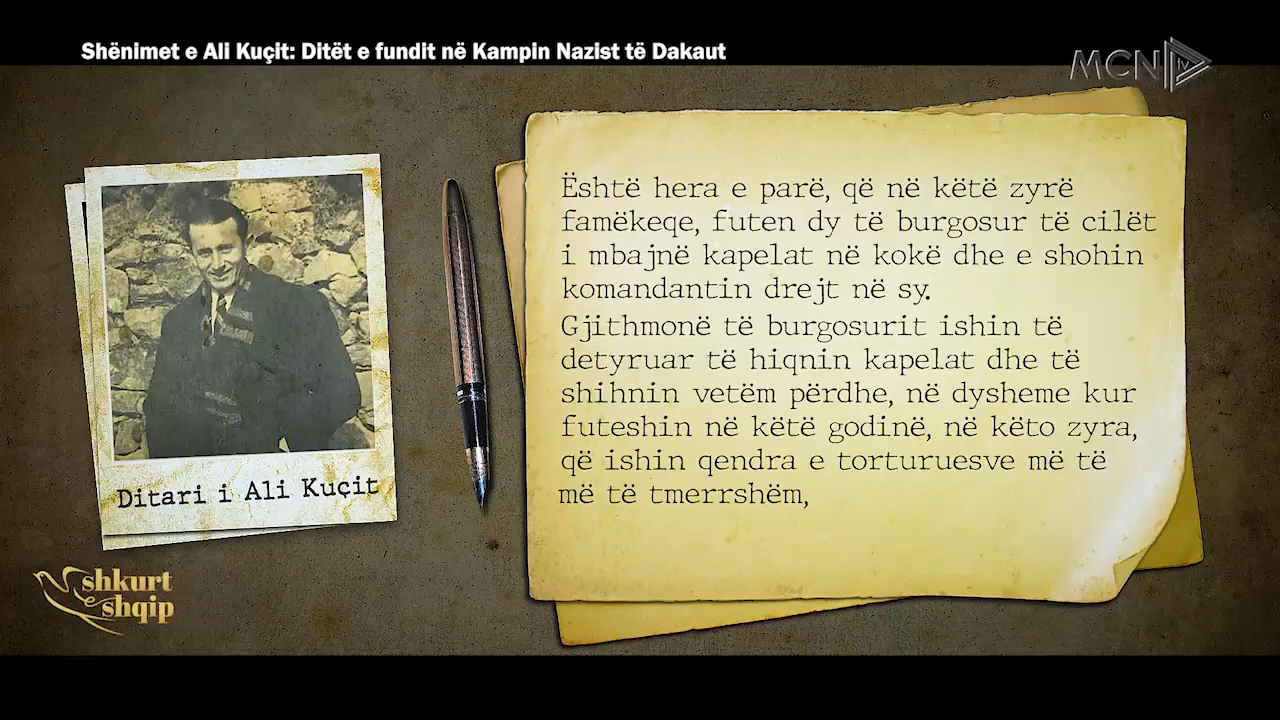 Shënimet e Ali Kuçit: Ditët e fundit në Kampin Nazist të Dakaut
MCN tv
Është hera e parë, që në këtë zyrë
famëkeqe, futen dy të burgosur të cilët
i mbajnë kapelat në kokë dhe e shohin
komandantin drejt në sy.
Gjithmonë të burgosurit ishin të
detyruar të hiqnin kapelat dhe të
shihnin vetëm përdhe, në dysheme kur
futeshin në këtë godinë, në këto zyra,
që ishin qendra e torturuesve më të
më të tmerrshëm,
Ditari i Ali Kuçit
shkurt
e shqip